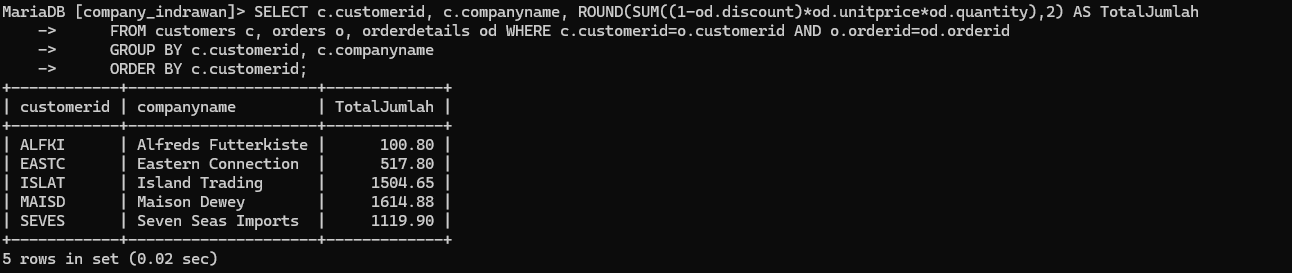 MariaDB [company_indrawan]> SELECT c.customerid, c.companyname, ROUND(SUM((1-od.discount)*od.unitprice*od.quantity),2) AS TotalJumlah
    ->      FROM customers c, orders o, orderdetails od WHERE c.customerid=o.customerid AND o.orderid=od.orderid
    ->      GROUP BY c.customerid, c.companyname
    ->      ORDER BY c.customerid;
+------------+---------------------+-------------+
| customerid | companyname         | TotalJumlah |
+------------+---------------------+-------------+
| ALFKI      | Alfreds Futterkiste |      100.80 |
| EASTC      | Eastern Connection  |      517.80 |
| ISLAT      | Island Trading      |     1504.65 |
| MAISD      | Maison Dewey        |     1614.88 |
| SEVES      | Seven Seas Imports  |     1119.90 |
+------------+---------------------+-------------+
5 rows in set (0.02 sec)